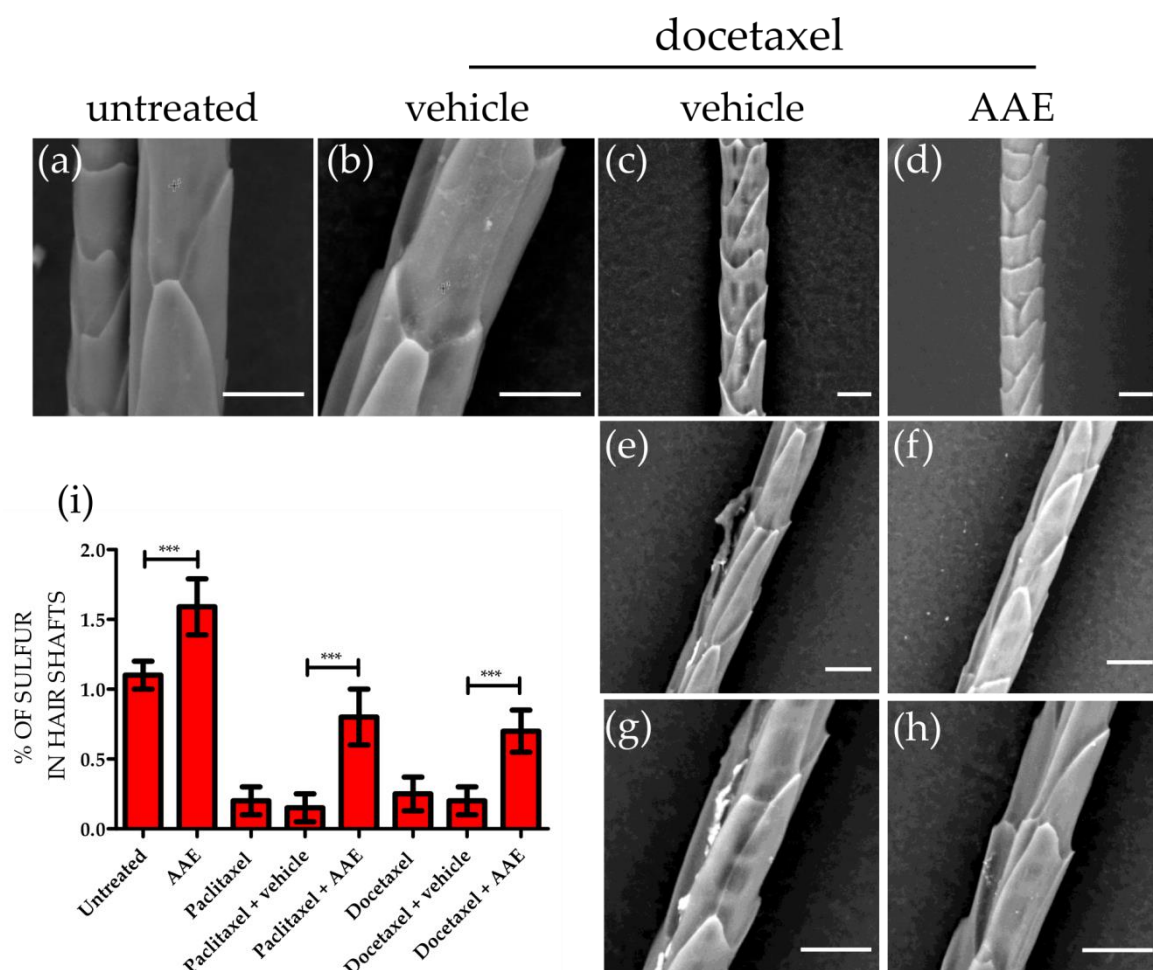 docetaxel
untreated vehicle vehicle AAE
(a) (b) (c) (d)
(e) (f)
(g) (h)
(i)
% OF SULFUR
IN HAIR SHAFTS
2.0
1.5
1.0
0.5
0.0
*** *** ***
Untreated
AAE
Paclitaxel
Paclitaxel + vehicle
Paclitaxel + AAE
Docetaxel
Docetaxel + vehicle
Docetaxel + AAE